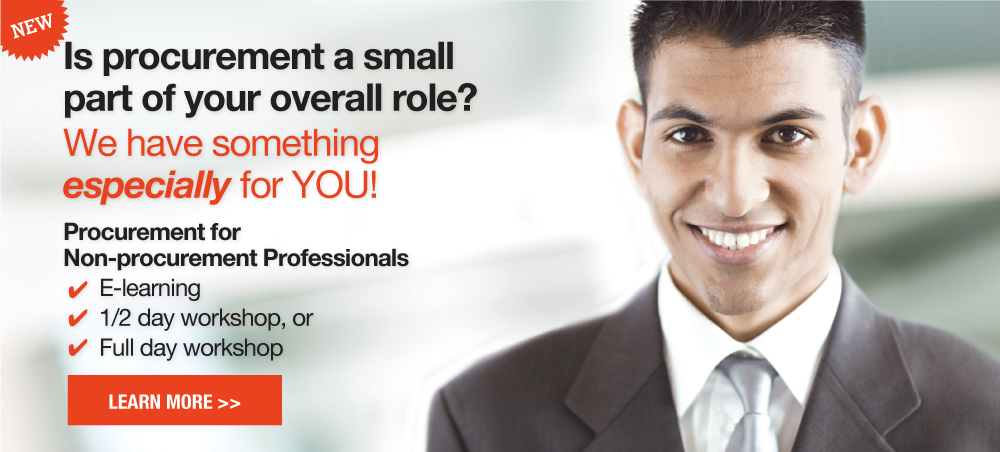 NEW
Is procurement a small
part of your overall role?
We have something
especially for YOU!
Procurement for
Non-procurement Professionals
✔ E-learning
✔ 1/2 day workshop, or
✔ Full day workshop
LEARN MORE >>